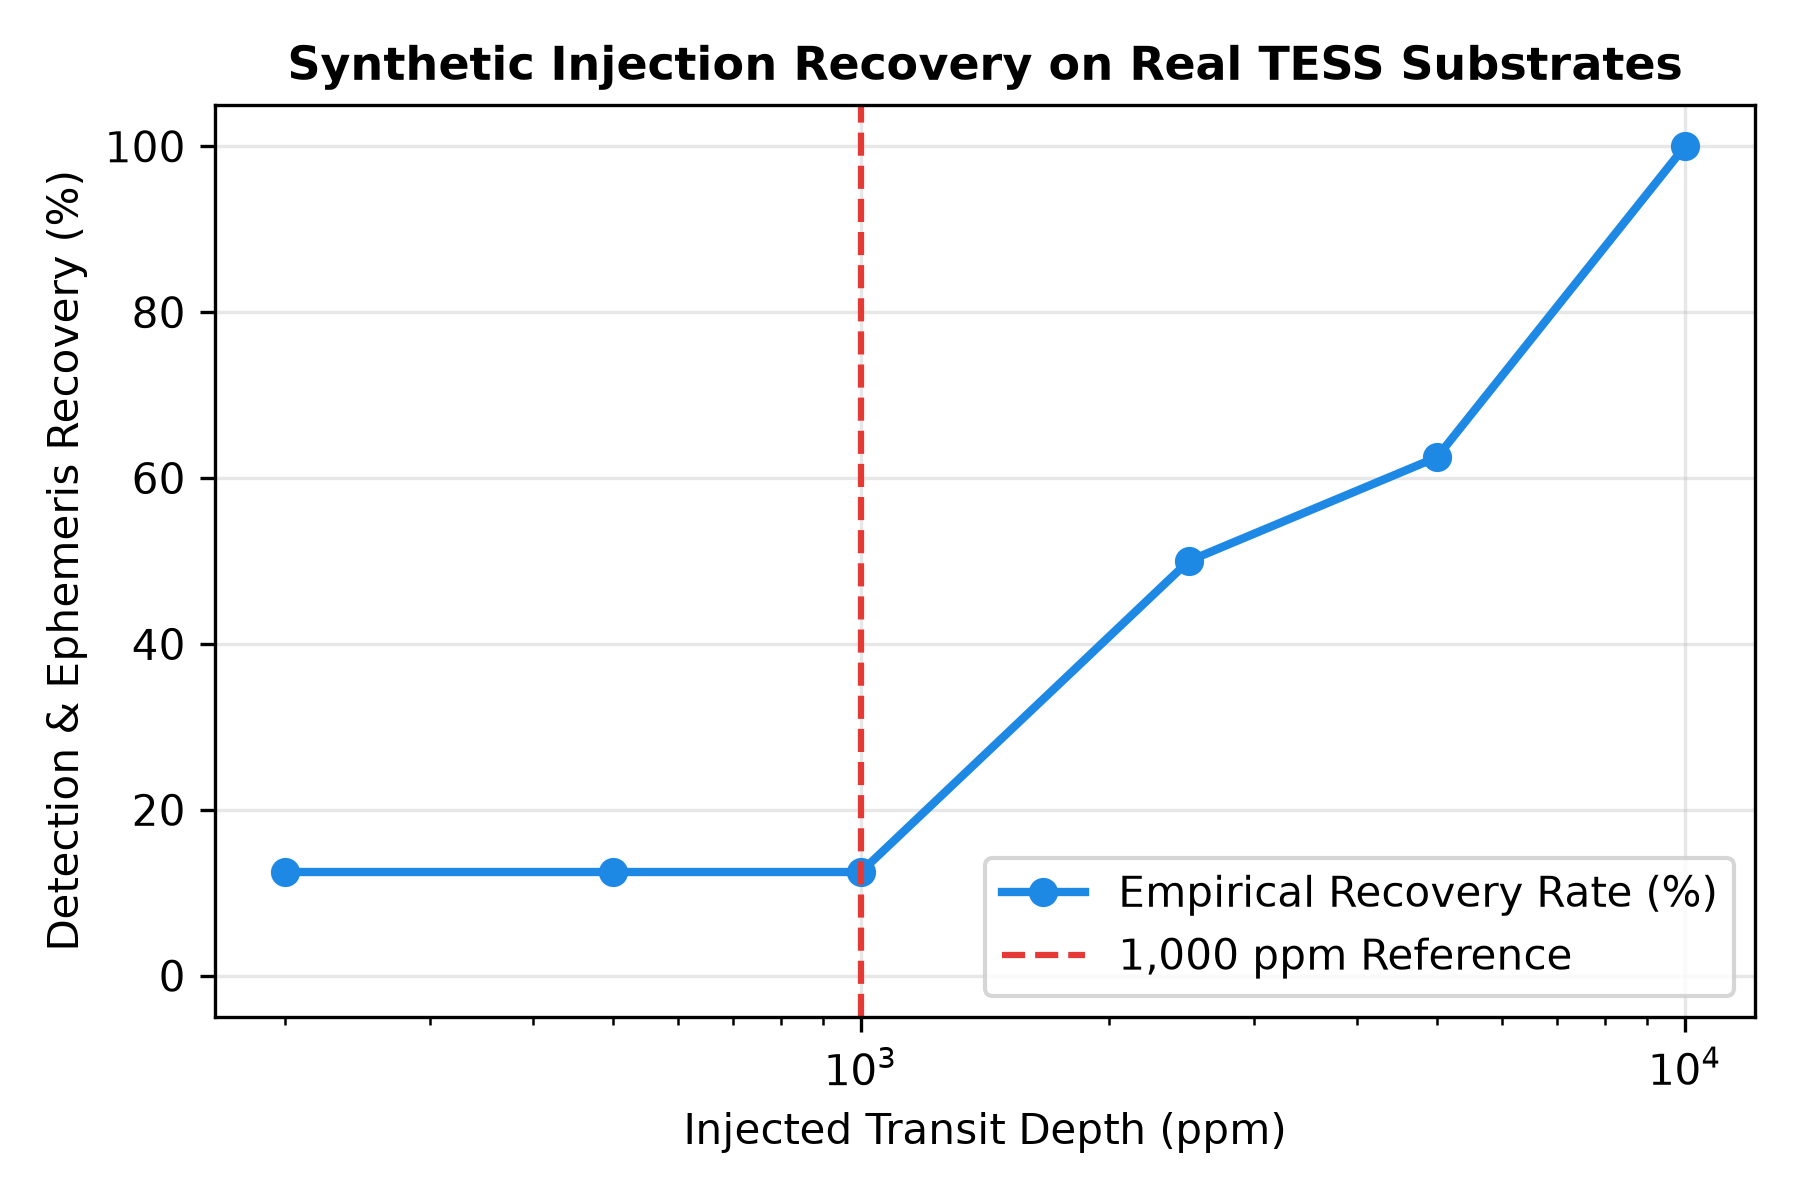 Synthetic Injection Recovery on Real TESS Substrates
Detection & Ephemeris Recovery (%)
100
80
60
40
20
0
Empirical Recovery Rate (%)
1,000 ppm Reference
10³
10⁴
Injected Transit Depth (ppm)